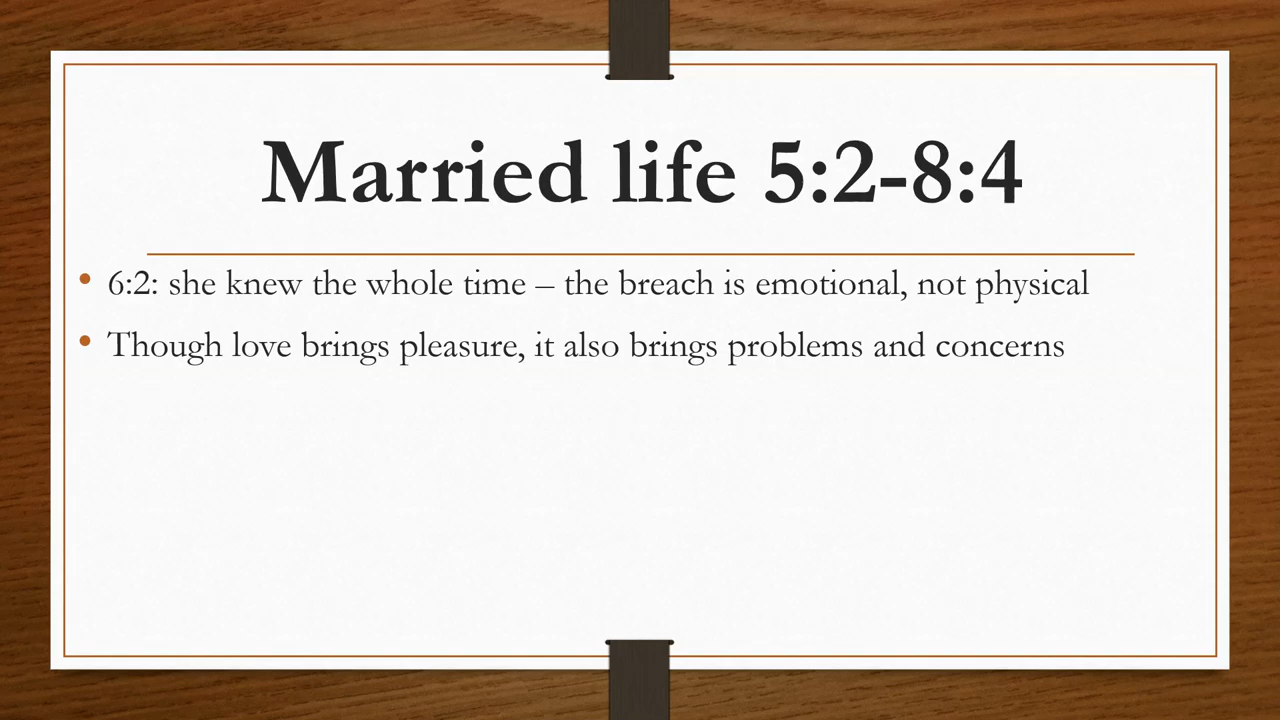 Married life 5:2-8:4
• 6:2: she knew the whole time – the breach is emotional, not physical
• Though love brings pleasure, it also brings problems and concerns